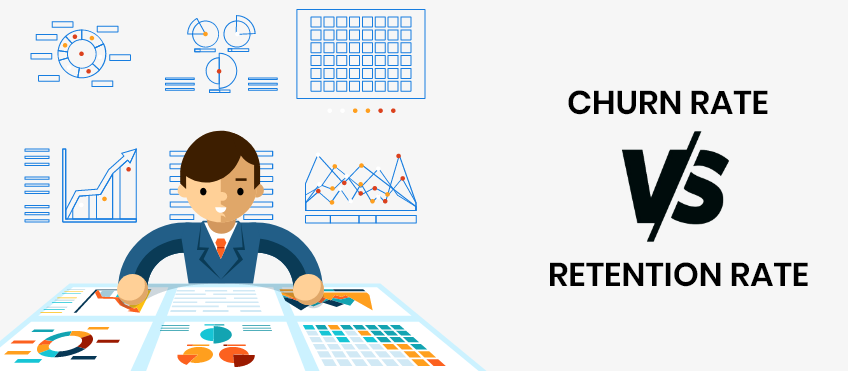 CHURN RATE
VS
RETENTION RATE